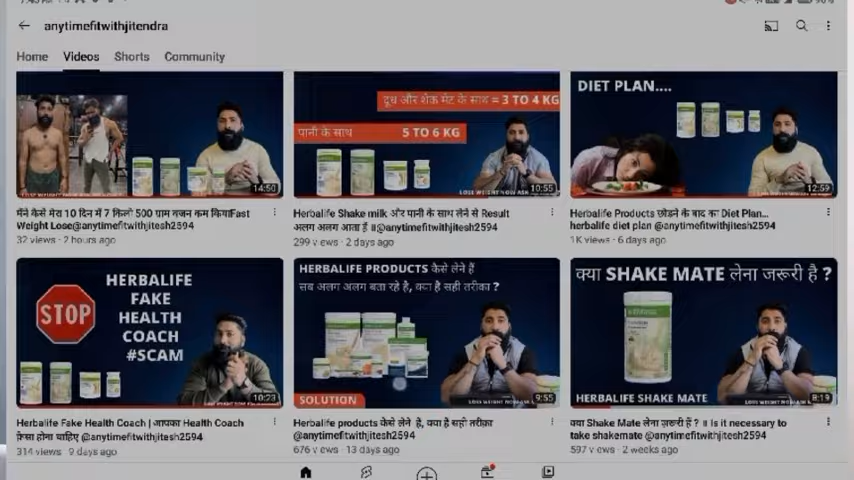 anytimefitwithjitendra
Home Videos Shorts Community
14:50
मैंने कैसे मेरा 10 दिन में 7 किलो 500 ग्राम वजन कम कियाFast
Weight Lose@anytimefitwithjitesh2594
32 views · 2 hours ago
दूध और शेक मेट के साथ = 3 TO 4 KG
पानी के साथ 5 TO 6 KG
10:55
Herbalife Shake milk और पानी के साथ लेने से Result
अलग अलग आता हैं ॥@anytimefitwithjitesh2594
299 views · 2 days ago
DIET PLAN....
12:59
Herbalife Products छोडने के बाद का Diet Plan...
herbalife diet plan @anytimefitwithjitesh2594
1K views · 6 days ago
STOP
HERBALIFE
FAKE
HEALTH
COACH
#SCAM
10:23
Herbalife Fake Health Coach | आपका Health Coach
कैसा होना चाहिए @anytimefitwithjitesh2594
314 views · 9 days ago
HERBALIFE PRODUCTS कैसे लेने हैं
सब अलग अलग बता रहे है, क्या है सही तरीका ?
SOLUTION
9:55
Herbalife products कैसे लेने है, क्या है सही तरीक़ा
@anytimefitwithjitesh2594
676 views · 13 days ago
क्या SHAKE MATE लेना जरूरी है ?
HERBALIFE SHAKE MATE
8:19
क्या Shake Mate लेना ज़रुरी है ? ॥ Is it necessary to
take shakemate @anytimefitwithjitesh2594
597 views · 2 weeks ago